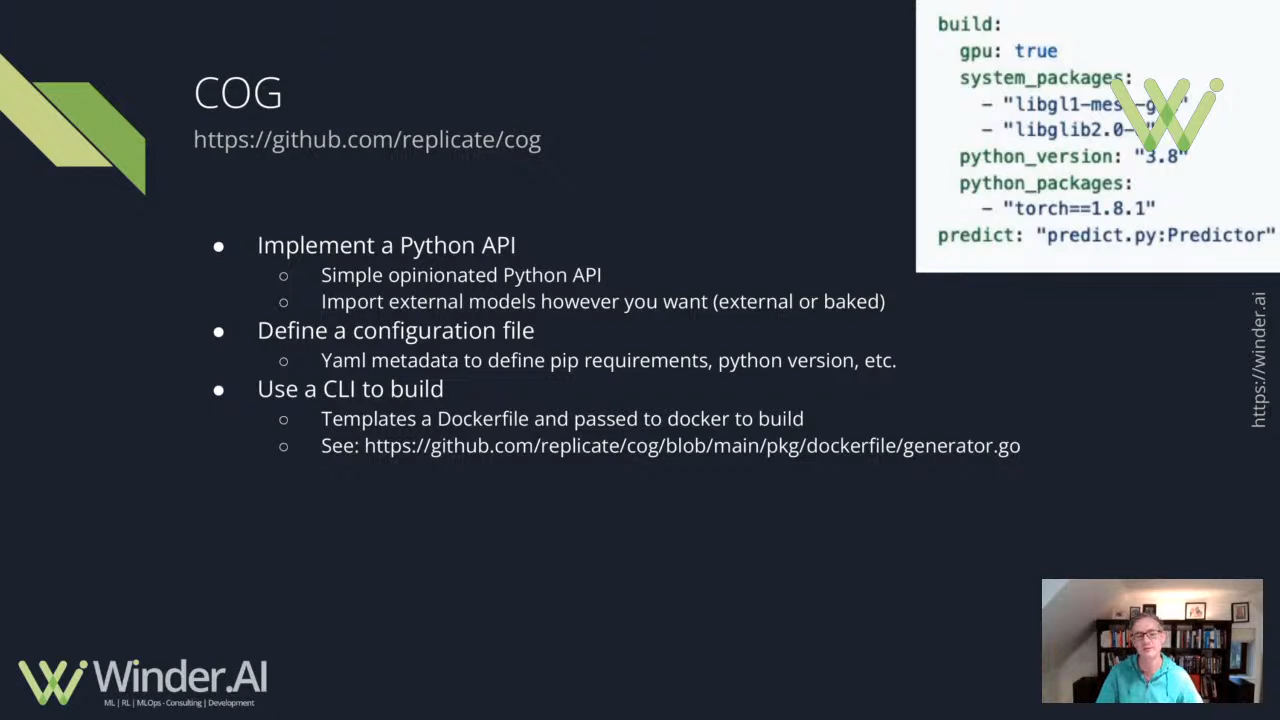 COG
https://github.com/replicate/cog
● Implement a Python API
○ Simple opinionated Python API
○ Import external models however you want (external or baked)
● Define a configuration file
○ Yaml metadata to define pip requirements, python version, etc.
● Use a CLI to build
○ Templates a Dockerfile and passed to docker to build
○ See: https://github.com/replicate/cog/blob/main/pkg/dockerfile/generator.go
build:
gpu: true
system_packages:
- "libgl1-mes
- "libglib2.0-
python_version: "3.8"
python_packages:
- "torch==1.8.1"
predict: "predict.py:Predictor"
https://winder.ai
Winder.AI
ML | RL | MLOps - Consulting | Development